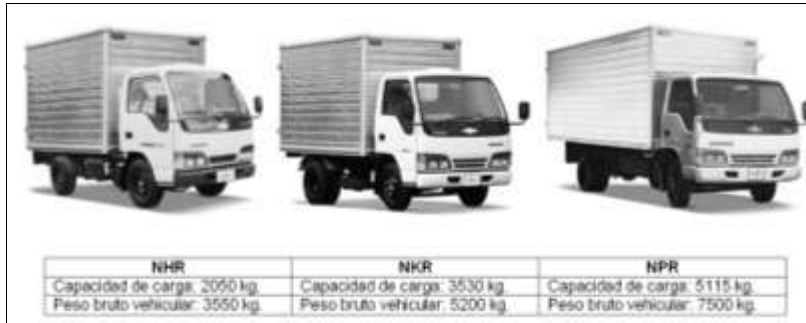 NHR NKR NPR
Capacidad de carga: 2050 kg. Capacidad de carga: 3530 kg. Capacidad de carga: 5115 kg.
Peso bruto vehicular: 3550 kg. Peso bruto vehicular: 5200 kg. Peso bruto vehicular: 7500 kg.